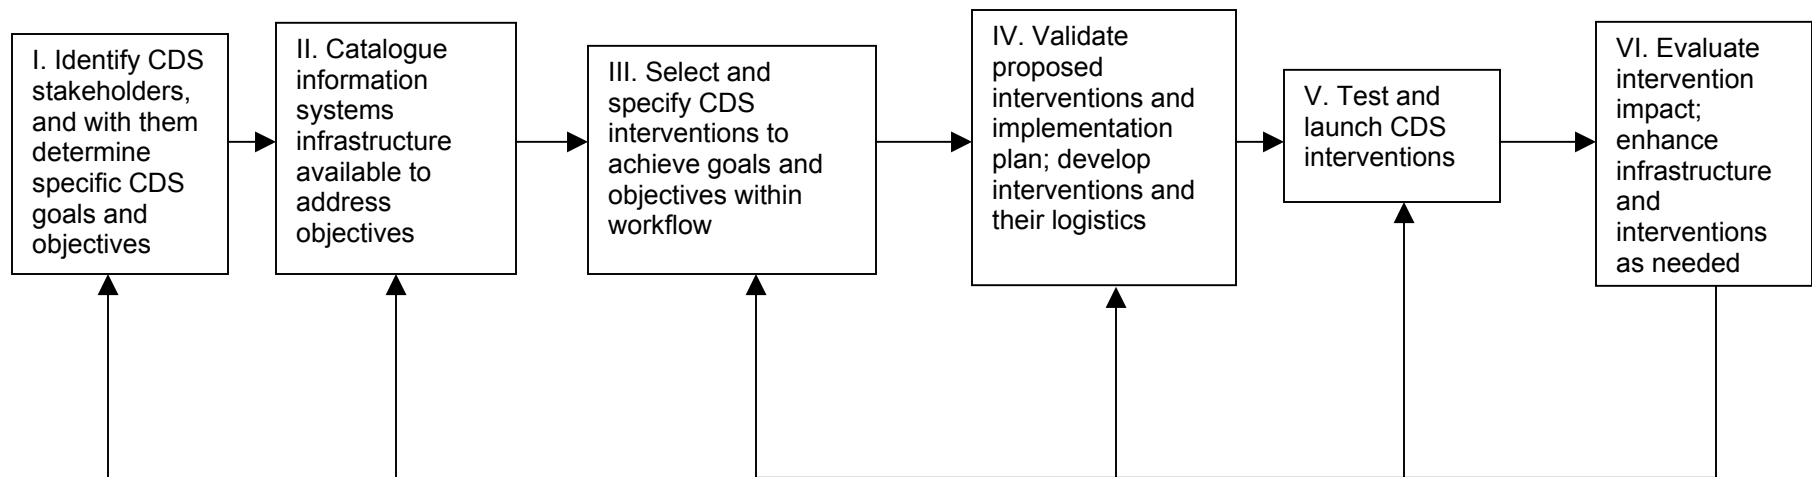 I. Identify CDS
stakeholders,
and with them
determine
specific CDS
goals and
objectives
II. Catalogue
information
systems
infrastructure
available to
address
objectives
III. Select and
specify CDS
interventions to
achieve goals and
objectives within
workflow
IV. Validate
proposed
interventions and
implementation
plan; develop
interventions and
their logistics
V. Test and
launch CDS
interventions
VI. Evaluate
intervention
impact;
enhance
infrastructure
and
interventions
as needed